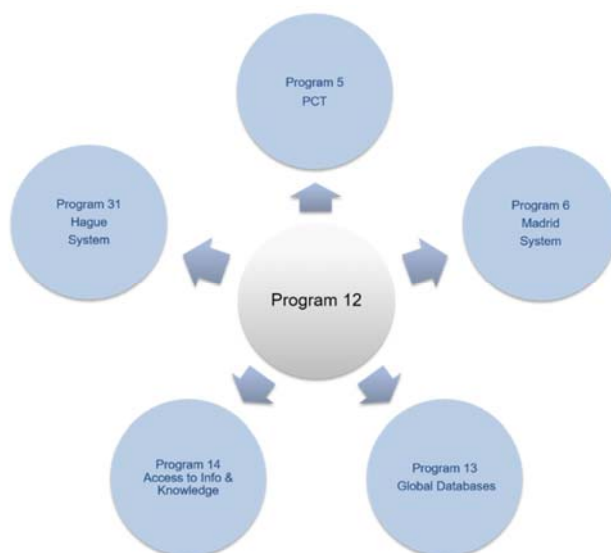 Program 5
PCT
Program 31
Hague
System
Program 6
Madrid
System
Program 12
Program 14
Access to Info &
Knowledge
Program 13
Global Databases